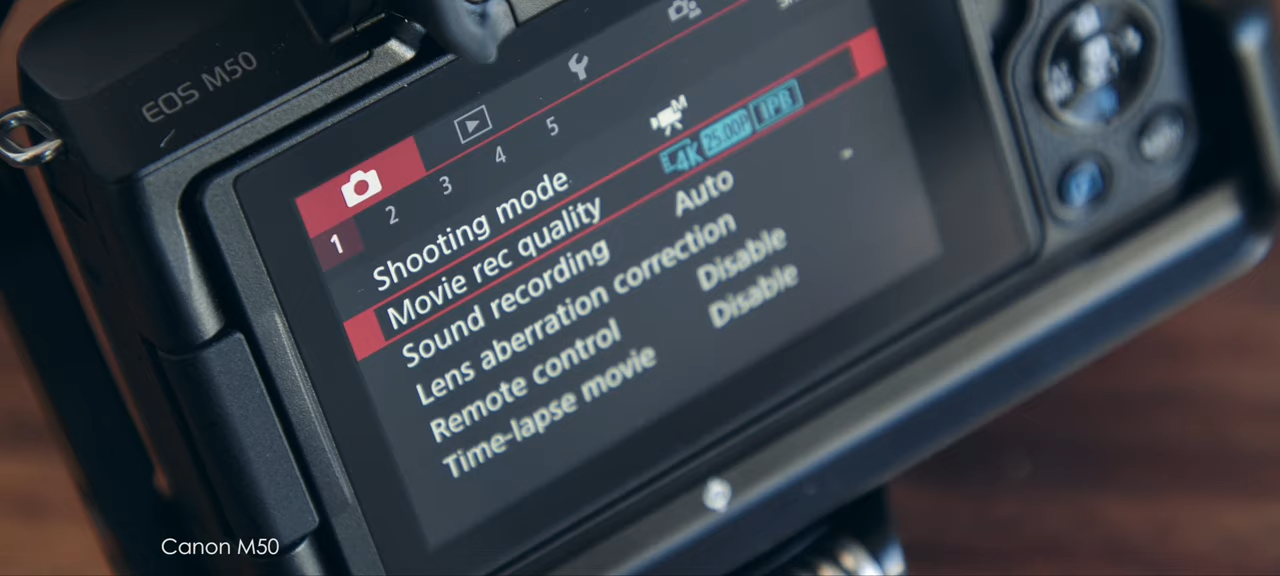 EOS M50
1 2 3 4 5
Shooting mode
Movie rec quality 4K 25.00P IPB
Sound recording Auto
Lens aberration correction
Remote control Disable
Time-lapse movie Disable
Canon M50